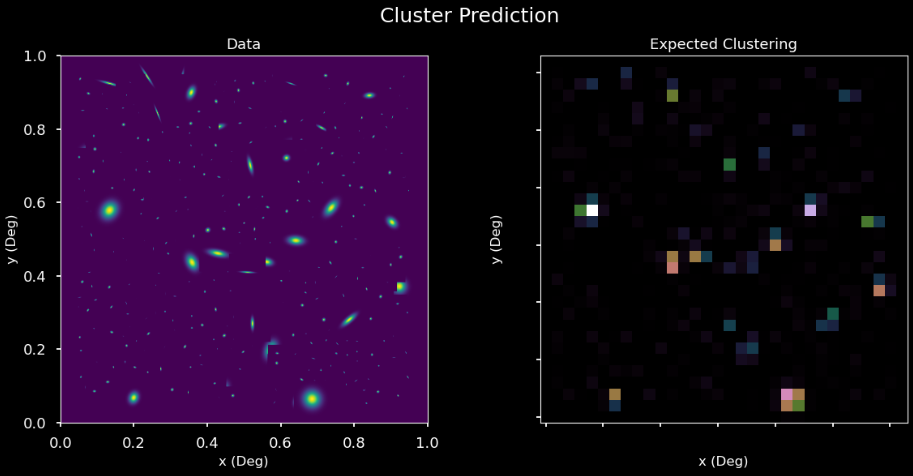 Cluster Prediction
Data
Expected Clustering
1.0
0.8
0.6
0.4
0.2
0.0
y (Deg)
y (Deg)
0.0 0.2 0.4 0.6 0.8 1.0
x (Deg)
x (Deg)